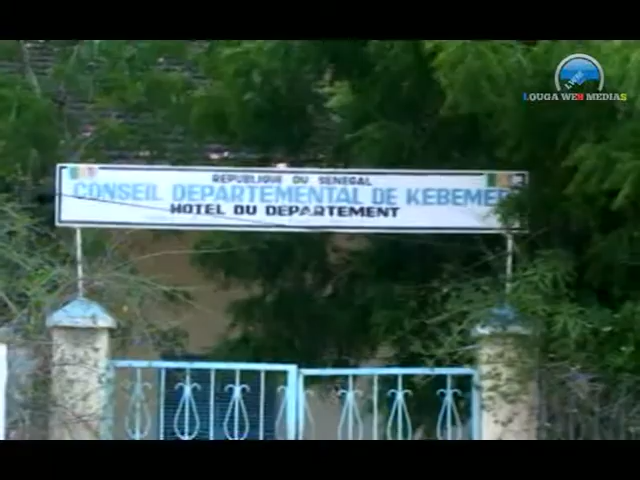 LOUGA WEB MEDIAS
REPUBLIQUE DU SENEGAL
CONSEIL DEPARTEMENTAL DE KEBEMER
HOTEL DU DEPARTEMENT